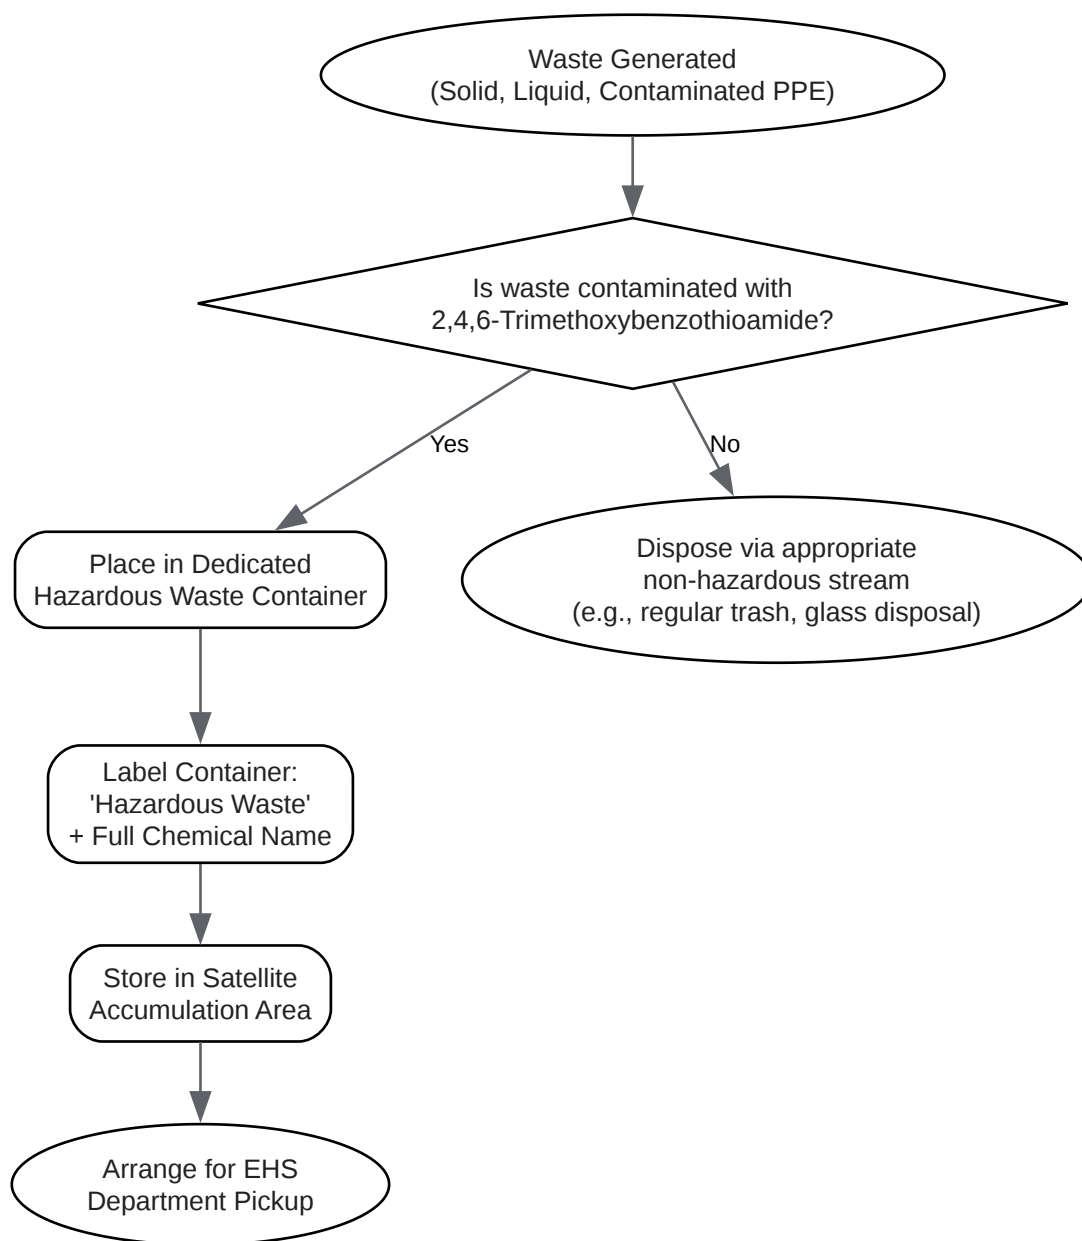 Waste Generated
(Solid, Liquid, Contaminated PPE)
Is waste contaminated with
2,4,6-Trimethoxybenzothioamide?
Yes
No
Place in Dedicated
Hazardous Waste Container
Dispose via appropriate
non-hazardous stream
(e.g., regular trash, glass disposal)
Label Container:
'Hazardous Waste'
+ Full Chemical Name
Store in Satellite
Accumulation Area
Arrange for EHS
Department Pickup